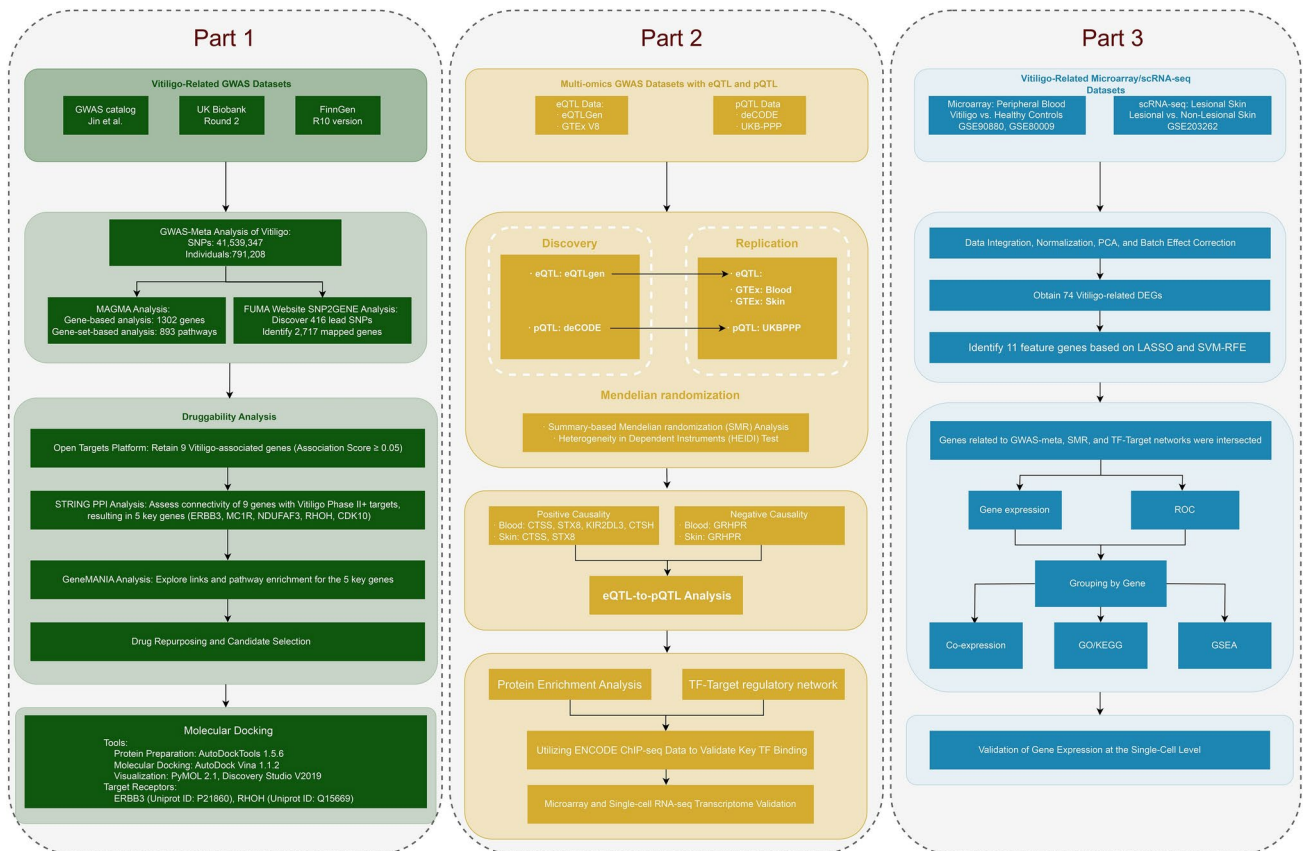 Part 1
Vitiligo-Related GWAS Datasets
GWAS catalog
Jin et al.
UK Biobank
Round 2
FinnGen
R10 version
GWAS-Meta Analysis of Vitiligo:
SNPs: 41,539,347
Individuals:791,208
MAGMA Analysis:
Gene-based analysis: 1302 genes
Gene-set-based analysis: 893 pathways
FUMA Website SNP2GENE Analysis:
Discover 416 lead SNPs
Identify 2,717 mapped genes
Druggability Analysis
Open Targets Platform: Retain 9 Vitiligo-associated genes (Association Score ≥ 0.05)
STRING PPI Analysis: Assess connectivity of 9 genes with Vitiligo Phase II+ targets,
resulting in 5 key genes (ERBB3, MC1R, NDUFAF3, RHOH, CDK10)
GeneMANIA Analysis: Explore links and pathway enrichment for the 5 key genes
Drug Repurposing and Candidate Selection
Molecular Docking
Tools:
Protein Preparation: AutoDockTools 1.5.6
Molecular Docking: AutoDock Vina 1.1.2
Visualization: PyMOL 2.1, Discovery Studio V2019
Target Receptors:
ERBB3 (Uniprot ID: P21860), RHOH (Uniprot ID: Q15669)
Part 2
Multi-omics GWAS Datasets with eQTL and pQTL
eQTL Data:
· eQTLGen
· GTEx V8
pQTL Data
· deCODE
· UKB-PPP
Discovery
· eQTL: eQTLgen
· pQTL: deCODE
Replication
· eQTL:
· GTEx: Blood
· GTEx: Skin
· pQTL: UKBPPP
Mendelian randomization
· Summary-based Mendelian randomization (SMR) Analysis
· Heterogeneity in Dependent Instruments (HEIDI) Test
Positive Causality
· Blood: CTSS, STX8, KIR2DL3, CTSH
· Skin: CTSS, STX8
Negative Causality
· Blood: GRHPR
· Skin: GRHPR
eQTL-to-pQTL Analysis
Protein Enrichment Analysis
TF-Target regulatory network
Utilizing ENCODE ChIP-seq Data to Validate Key TF Binding
Microarray and Single-cell RNA-seq Transcriptome Validation
Part 3
Vitiligo-Related Microarray/scRNA-seq
Datasets
Microarray: Peripheral Blood
Vitiligo vs. Healthy Controls
GSE90880, GSE80009
scRNA-seq: Lesional Skin
Lesional vs. Non-Lesional Skin
GSE203262
Data Integration, Normalization, PCA, and Batch Effect Correction
Obtain 74 Vitiligo-related DEGs
Identify 11 feature genes based on LASSO and SVM-RFE
Genes related to GWAS-meta, SMR, and TF-Target networks were intersected
Gene expression
ROC
Grouping by Gene
Co-expression
GO/KEGG
GSEA
Validation of Gene Expression at the Single-Cell Level